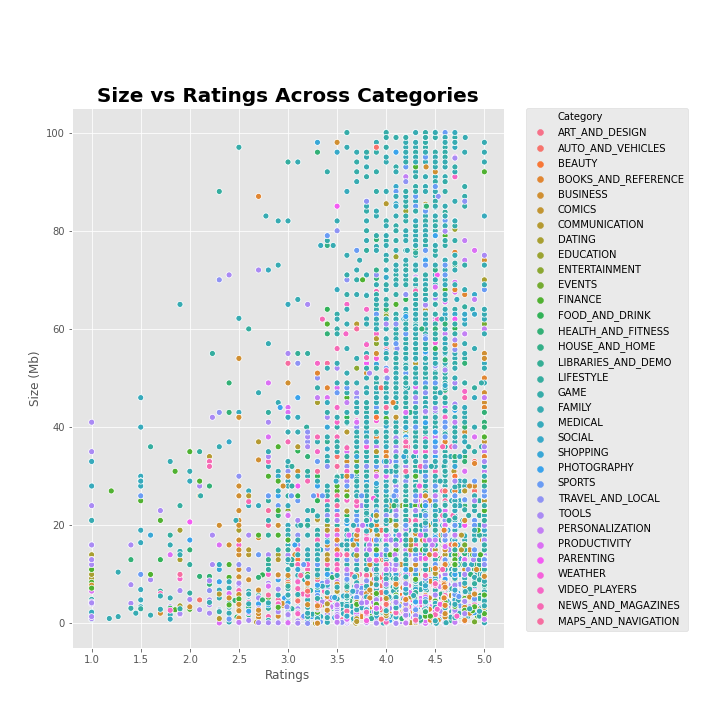 Size vs Ratings Across Categories
100
80
60
40
20
0
Size (Mb)
1.0 1.5 2.0 2.5 3.0 3.5 4.0 4.5 5.0
Ratings
Category
ART_AND_DESIGN
AUTO_AND_VEHICLES
BEAUTY
BOOKS_AND_REFERENCE
BUSINESS
COMICS
COMMUNICATION
DATING
EDUCATION
ENTERTAINMENT
EVENTS
FINANCE
FOOD_AND_DRINK
HEALTH_AND_FITNESS
HOUSE_AND_HOME
LIBRARIES_AND_DEMO
LIFESTYLE
GAME
FAMILY
MEDICAL
SOCIAL
SHOPPING
PHOTOGRAPHY
SPORTS
TRAVEL_AND_LOCAL
TOOLS
PERSONALIZATION
PRODUCTIVITY
PARENTING
WEATHER
VIDEO_PLAYERS
NEWS_AND_MAGAZINES
MAPS_AND_NAVIGATION